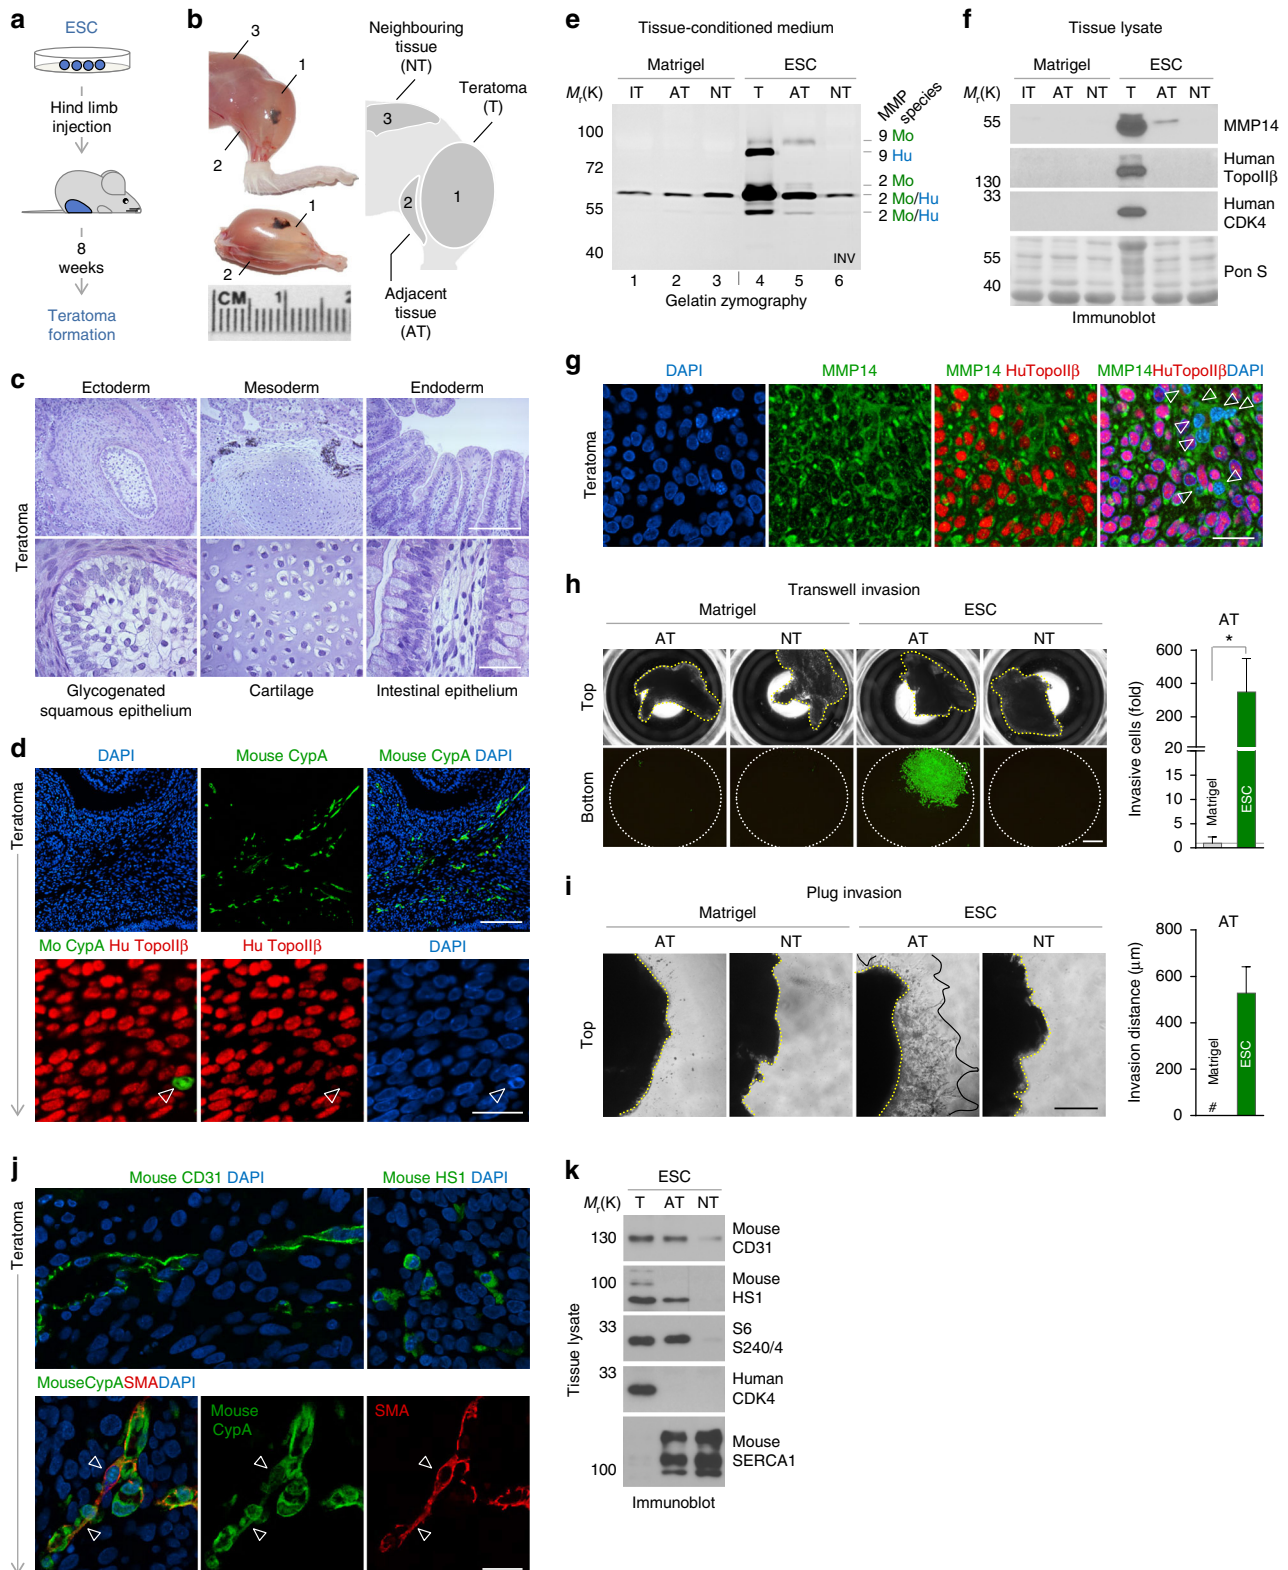 a
ESC
Hind limb
injection
8
weeks
Teratoma
formation
b
3
1
2
1
2
CM 1 2
Neighbouring
tissue
(NT)
Teratoma
(T)
3
2
1
Adjacent
tissue
(AT)
c
Ectoderm Mesoderm Endoderm
Teratoma
Glycogenated
squamous epithelium
Cartilage
Intestinal epithelium
d
DAPI Mouse CypA Mouse CypA DAPI
Teratoma
Mo CypA Hu TopoIIβ Hu TopoIIβ DAPI
e
Tissue-conditioned medium
Matrigel ESC
Mr(K) IT AT NT T AT NT
MMP
species
100
72
55
40
9 Mo
9 Hu
2 Mo
2 Mo/Hu
2 Mo/Hu
INV
1 2 3 4 5 6
Gelatin zymography
f
Tissue lysate
Matrigel ESC
Mr(K) IT AT NT T AT NT
55 MMP14
Human
TopoIIβ
130
33
Human
CDK4
55
Pon S
40
Immunoblot
g
DAPI MMP14 MMP14 HuTopoIIβ MMP14HuTopoIIβDAPI
Teratoma
h
Transwell invasion
Matrigel ESC
AT NT AT NT
Top
Bottom
AT
*
Invasive cells (fold)
600
400
200
20
15
10
5
0
Matrigel
ESC
i
Plug invasion
Matrigel ESC
AT NT AT NT
Top
AT
Invasion distance (μm)
800
600
400
200
0
Matrigel
#
ESC
j
Mouse CD31 DAPI Mouse HS1 DAPI
Teratoma
MouseCypASMADAPI
Mouse
CypA
SMA
k
ESC
Mr(K) T AT NT
Tissue lysate
130 Mouse
CD31
100 Mouse
HS1
33 S6
S240/4
33 Human
CDK4
Mouse
SERCA1
100
Immunoblot